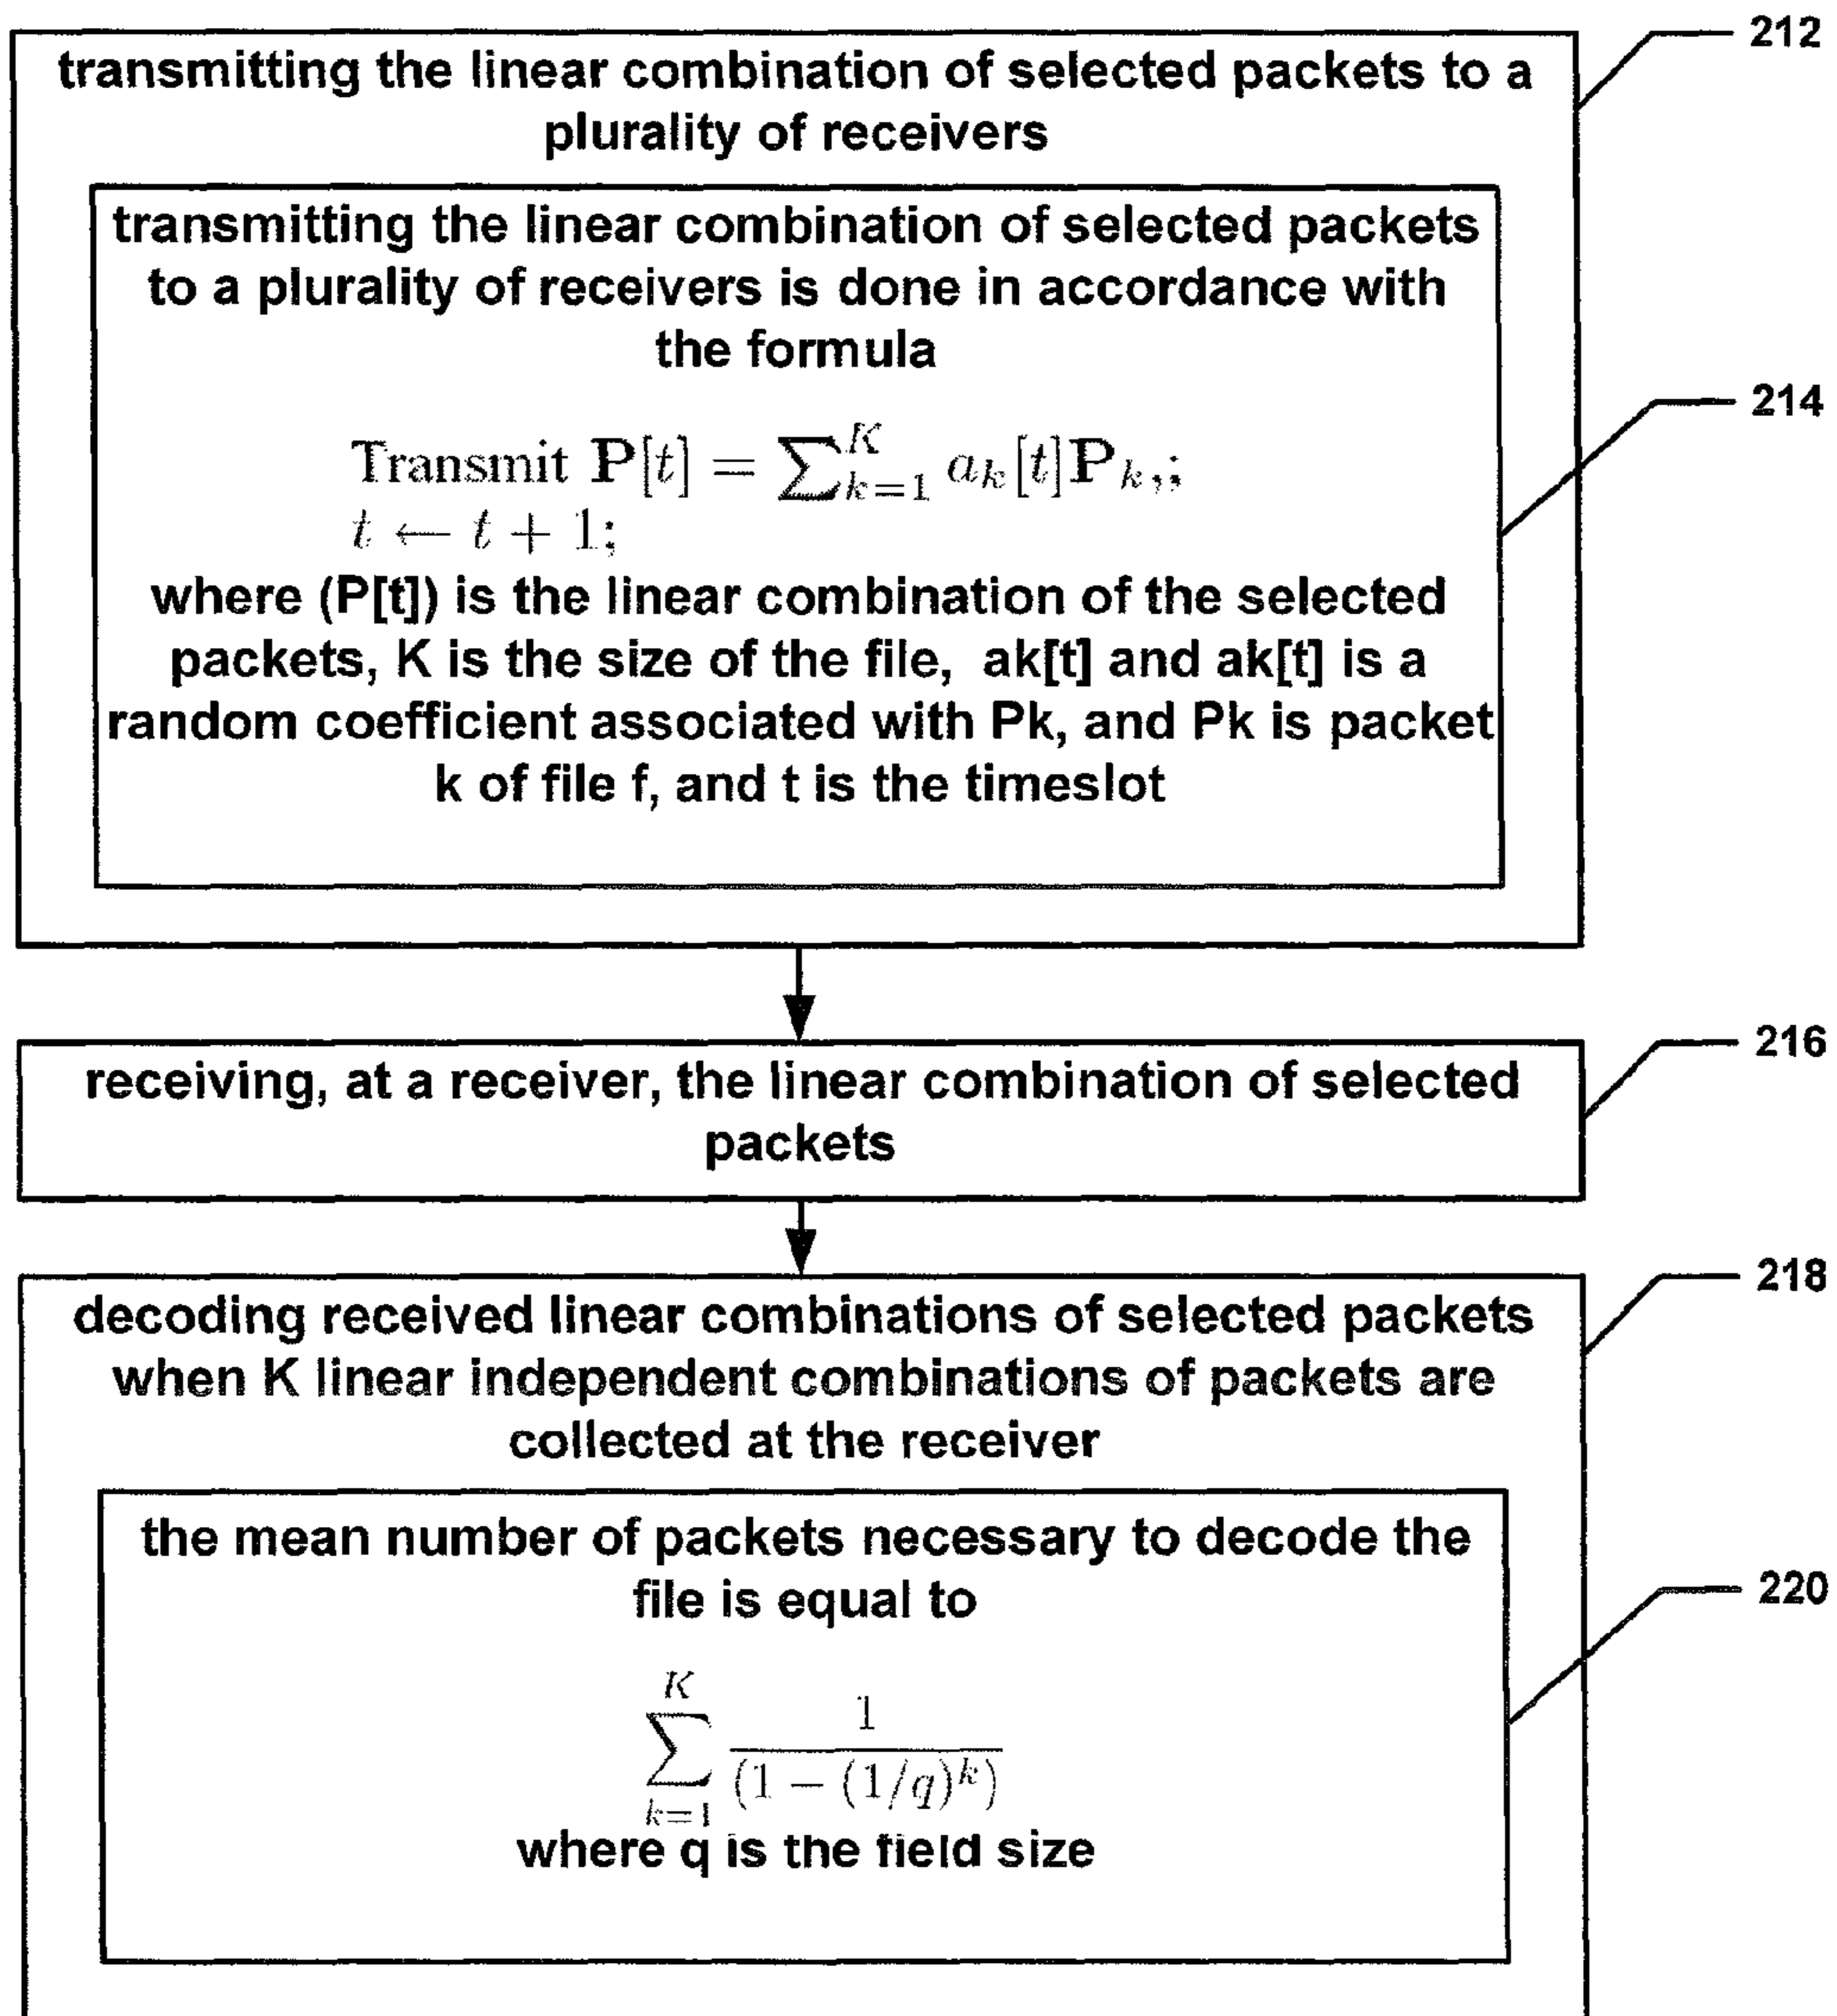 212
transmitting the linear combination of selected packets to a
plurality of receivers
transmitting the linear combination of selected packets
to a plurality of receivers is done in accordance with
the formula
214
Transmit P[t] = ∑_{k=1}^{K} a_k[t]P_k,;
t ← t + 1;
where (P[t]) is the linear combination of the selected
packets, K is the size of the file, ak[t] and ak[t] is a
random coefficient associated with Pk, and Pk is packet
k of file f, and t is the timeslot
216
receiving, at a receiver, the linear combination of selected
packets
218
decoding received linear combinations of selected packets
when K linear independent combinations of packets are
collected at the receiver
the mean number of packets necessary to decode the
file is equal to
220
∑_{k=1}^{K} 1/(1 − (1/q)^k)
where q is the field size